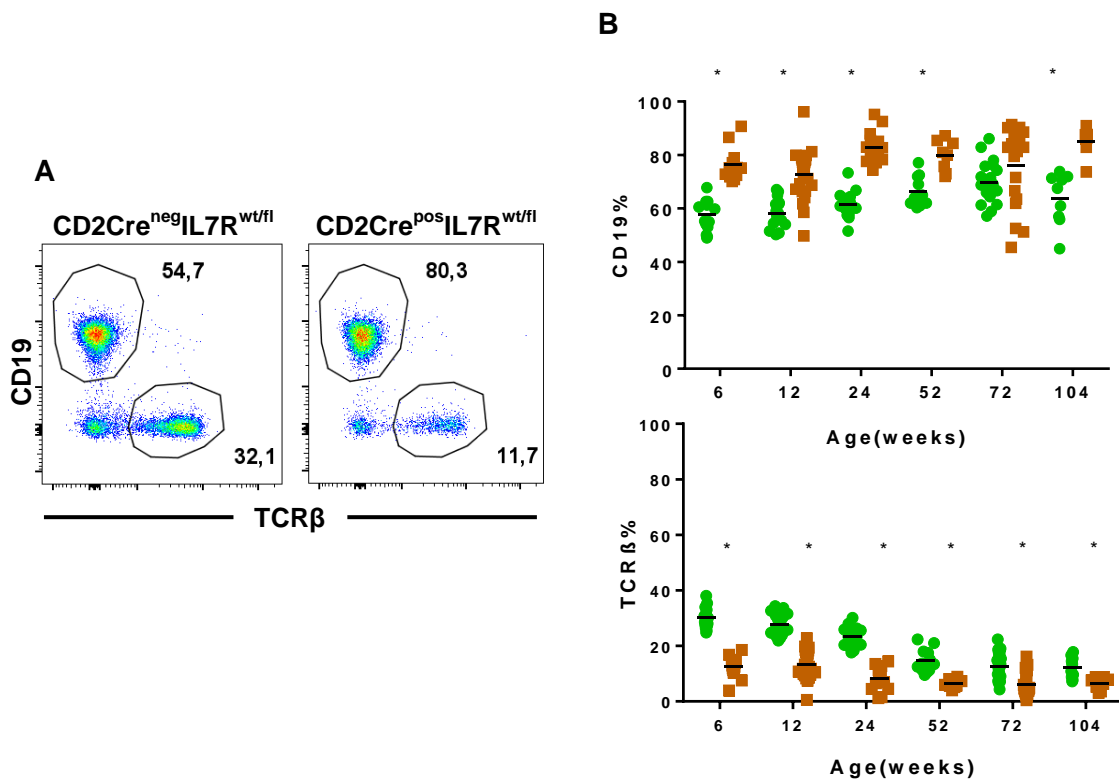 A
CD2Cre^neg IL7R^wt/fl
CD2Cre^pos IL7R^wt/fl
54,7
80,3
CD19
32,1
11,7
TCRβ
B
* * * * *
CD19%
100
80
60
40
20
0
6 12 24 52 72 104
Age(weeks)
TCRß%
100
80
60
40
20
0
* * * * * *
6 12 24 52 72 104
Age(weeks)